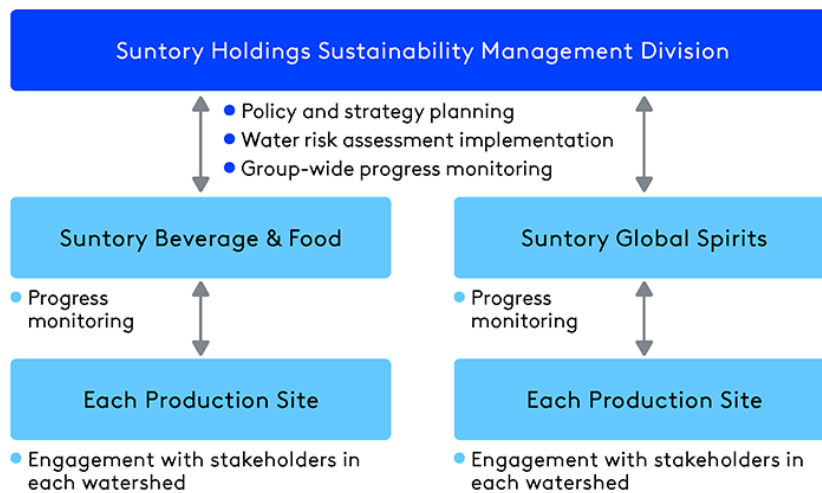 Suntory Holdings Sustainability Management Division
Policy and strategy planning
Water risk assessment implementation
Group-wide progress monitoring
Suntory Beverage & Food
Suntory Global Spirits
Progress
monitoring
Progress
monitoring
Each Production Site
Each Production Site
Engagement with stakeholders in
each watershed
Engagement with stakeholders in
each watershed